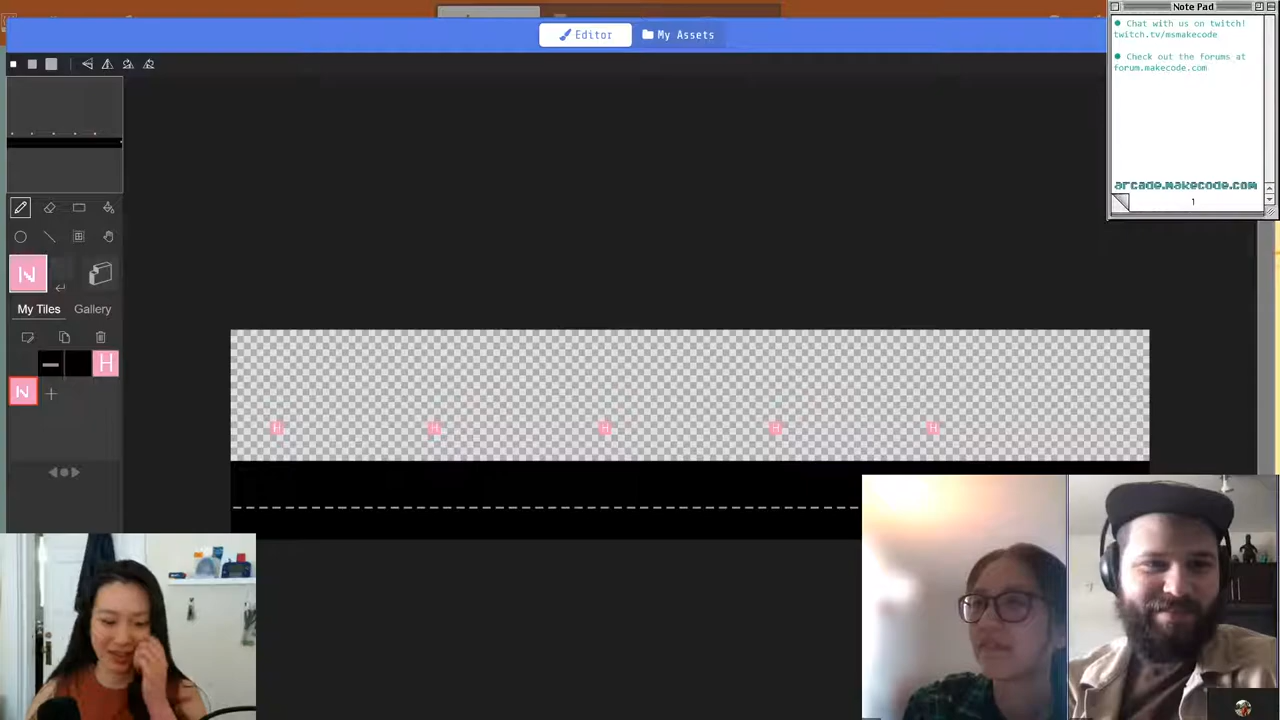 Editor
My Assets
Note Pad
● Chat with us on twitch!
twitch.tv/msmakecode
● Check out the forums at
forum.makecode.com
arcade.makecode.com
1
N
My Tiles
Gallery
H
N
H
H
H
H
H